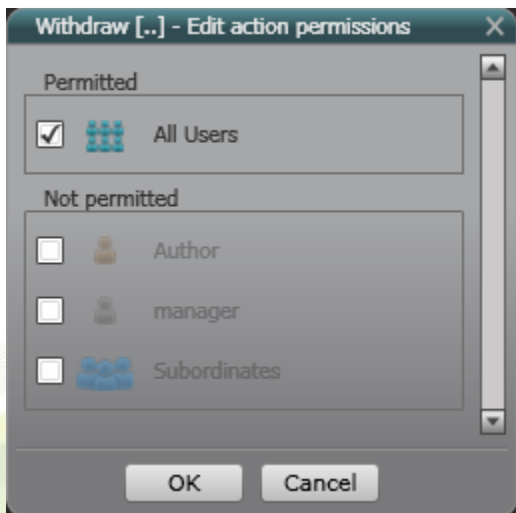 Withdraw [..] - Edit action permissions
Permitted
All Users
Not permitted
Author
manager
Subordinates
OK Cancel